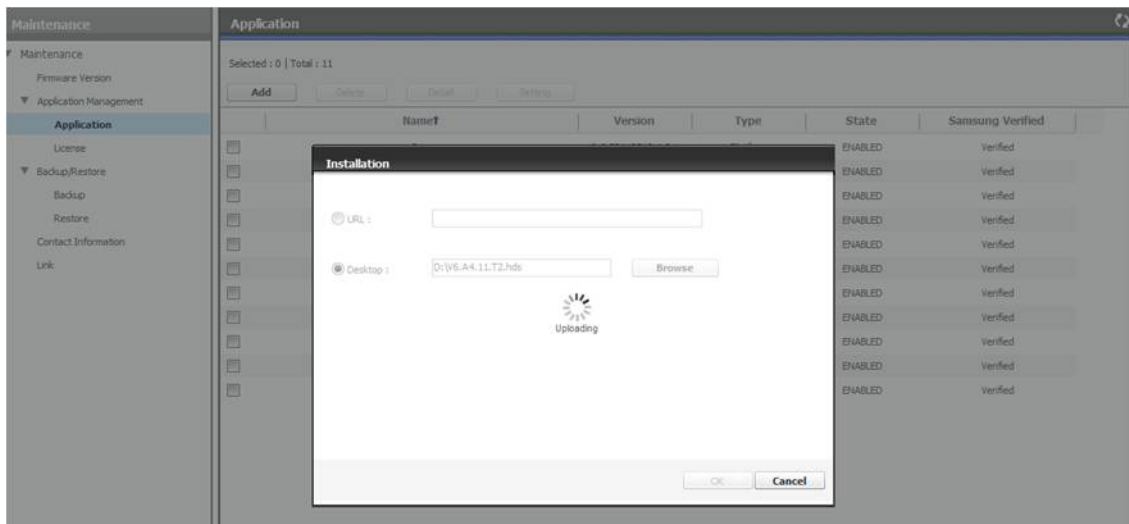 Maintenance
Maintenance
Firmware Version
Application Management
Application
License
Backup/Restore
Backup
Restore
Contact Information
Link
Application
Selected : 0 | Total : 11
Add Delete Detail Setting
Name Version Type State Samsung Verified
ENABLED Verified
ENABLED Verified
ENABLED Verified
ENABLED Verified
ENABLED Verified
ENABLED Verified
ENABLED Verified
ENABLED Verified
ENABLED Verified
ENABLED Verified
ENABLED Verified
Installation
URL :
Desktop : D:\V6.A4.11.T2.hds Browse
Uploading
OK Cancel